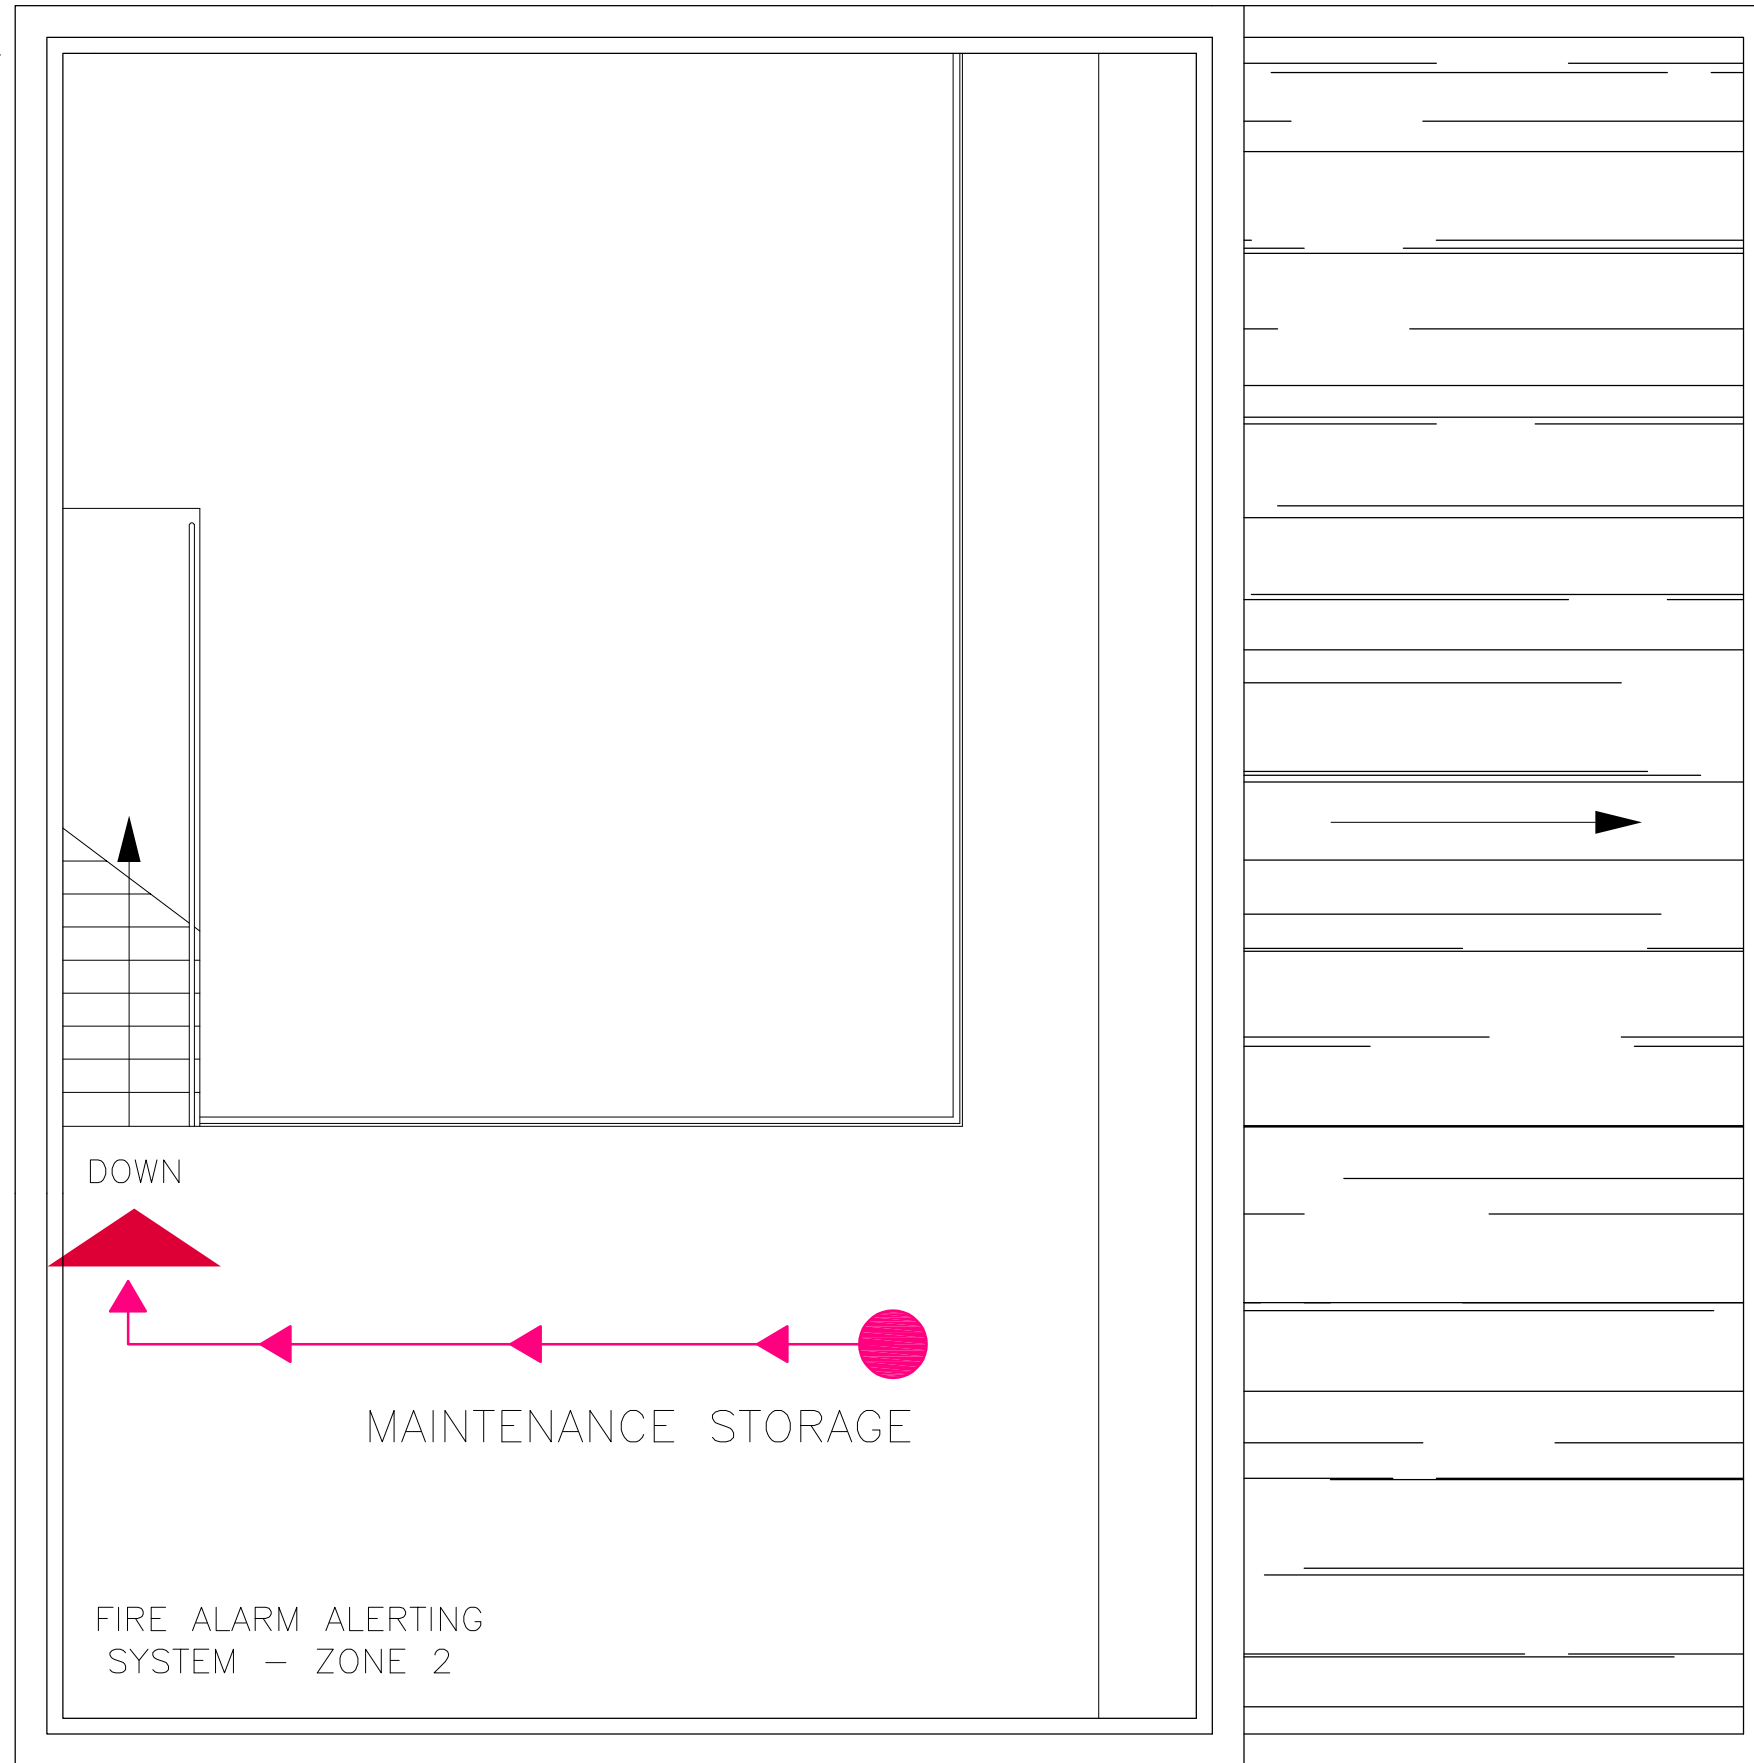 DOWN
MAINTENANCE STORAGE
FIRE ALARM ALERTING
SYSTEM – ZONE 2